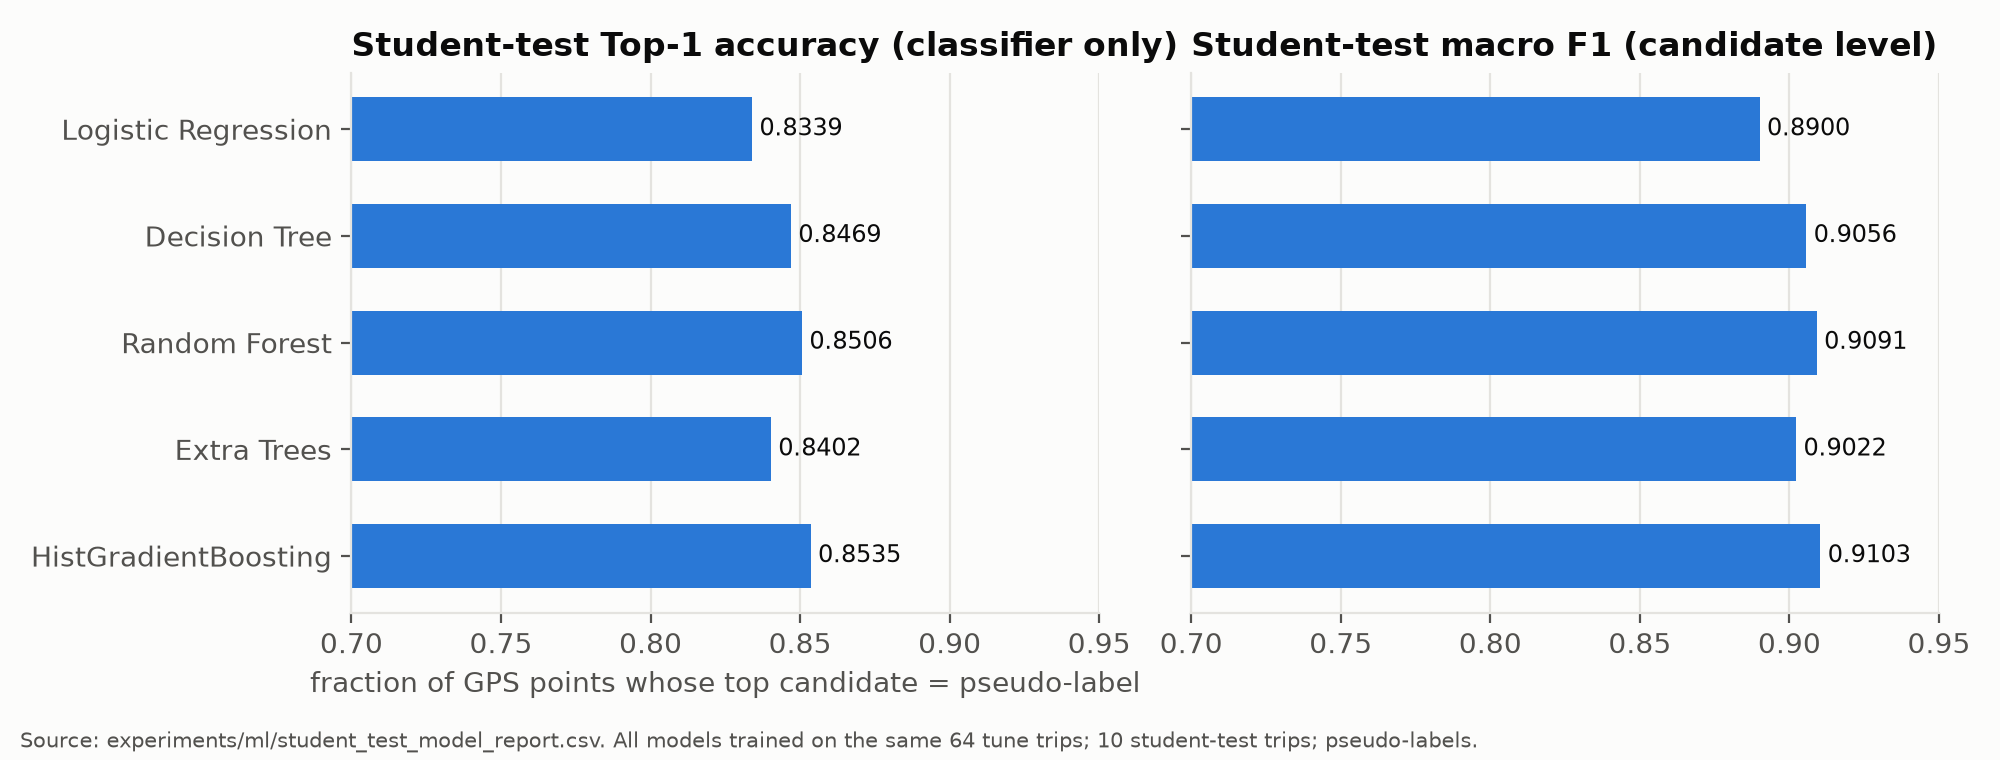 Student-test Top-1 accuracy (classifier only)
Logistic Regression
Decision Tree
Random Forest
Extra Trees
HistGradientBoosting
0.8339
0.8469
0.8506
0.8402
0.8535
0.70 0.75 0.80 0.85 0.90 0.95
fraction of GPS points whose top candidate = pseudo-label
Student-test macro F1 (candidate level)
0.8900
0.9056
0.9091
0.9022
0.9103
0.70 0.75 0.80 0.85 0.90 0.95
Source: experiments/ml/student_test_model_report.csv. All models trained on the same 64 tune trips; 10 student-test trips; pseudo-labels.